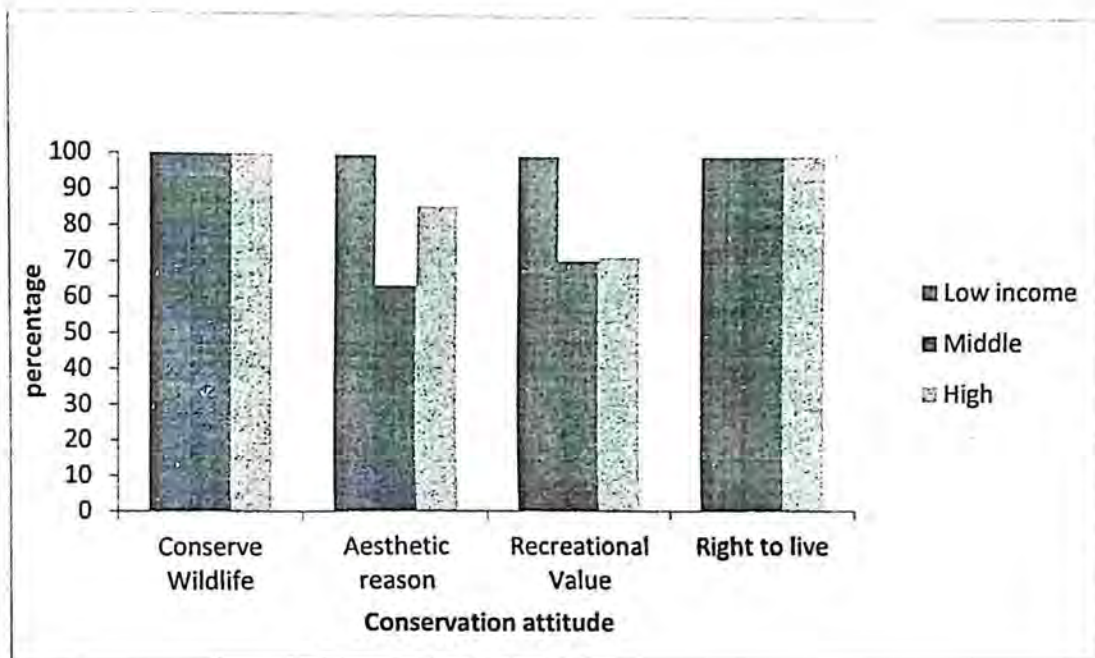 100
90
80
70
60
50
40
30
20
10
0
percentage
Conserve
Wildlife
Aesthetic
reason
Recreational
Value
Right to live
Conservation attitude
Low income
Middle
High